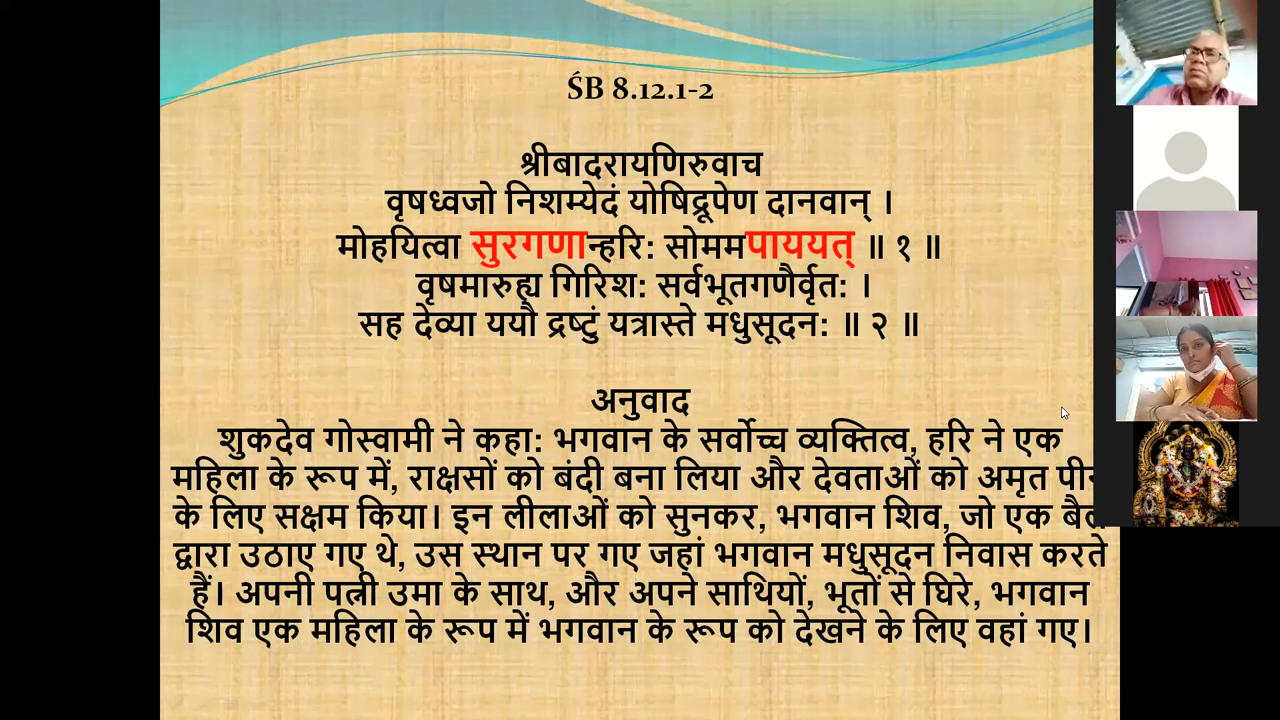 ŚB 8.12.1-2
श्रीबादरायणिरुवाच
वृषध्वजो निशम्येदं योषिद्रूपेण दानवान् ।
मोहयित्वा सुरगणान्हरि: सोममपाययत् ॥ १ ॥
वृषमारुह्य गिरिश: सर्वभूतगणैर्वृत: ।
सह देव्या ययौ द्रष्टुं यत्रास्ते मधुसूदन: ॥ २ ॥
अनुवाद
शुकदेव गोस्वामी ने कहा: भगवान के सर्वोच्च व्यक्तित्व, हरि ने एक
महिला के रूप में, राक्षसों को बंदी बना लिया और देवताओं को अमृत
के लिए सक्षम किया। इन लीलाओं को सुनकर, भगवान शिव, जो एक
द्वारा उठाए गए थे, उस स्थान पर गए जहां भगवान मधुसूदन निवास करते
हैं। अपनी पत्नी उमा के साथ, और अपने साथियों, भूतों से घिरे, भगवान
शिव एक महिला के रूप में भगवान के रूप को देखने के लिए वहां गए।